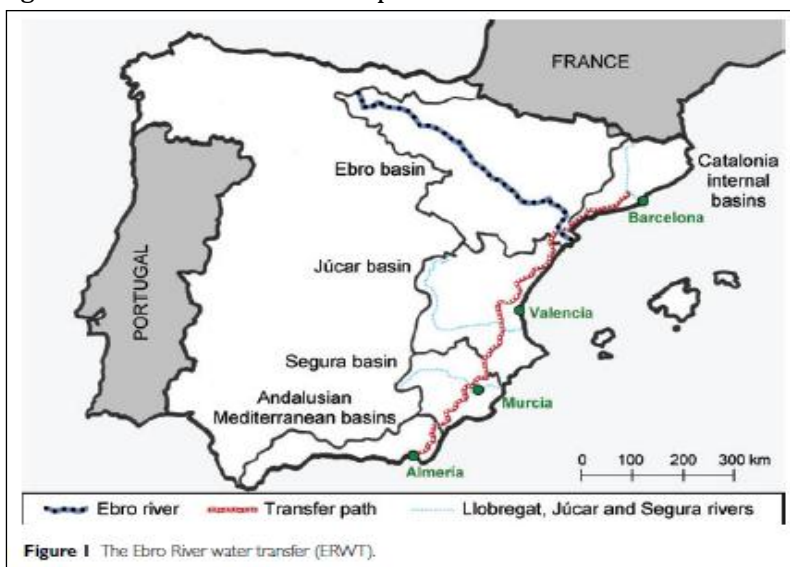 FRANCE
Ebro basin
Catalonia
internal
basins
Barcelona
PORTUGAL
Júcar basin
Valencia
Segura basin
Andalusian
Mediterranean basins
Murcia
Almería
0 100 200 300 km
Ebro river
Transfer path
Llobregat, Júcar and Segura rivers
Figure 1 The Ebro River water transfer (ERWT).